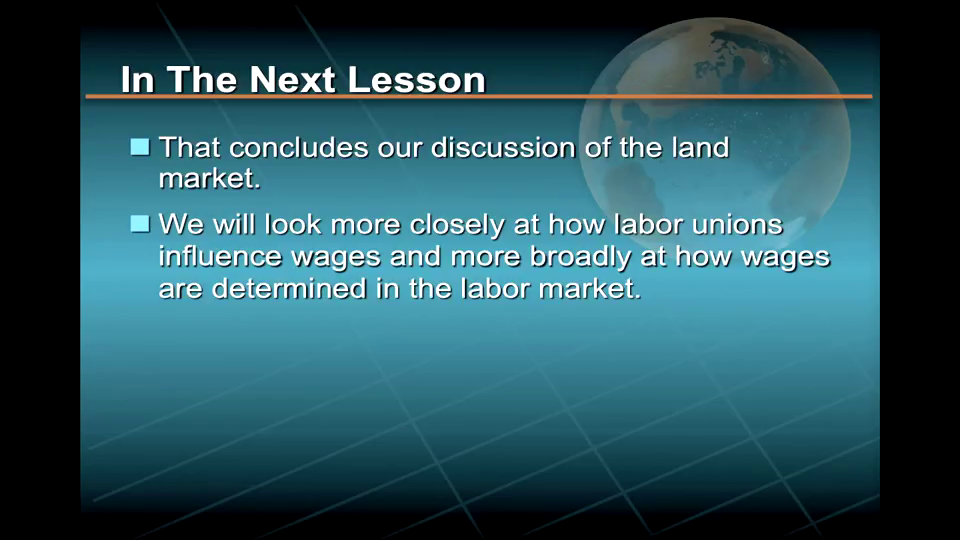 In The Next Lesson
That concludes our discussion of the land
market.
We will look more closely at how labor unions
influence wages and more broadly at how wages
are determined in the labor market.